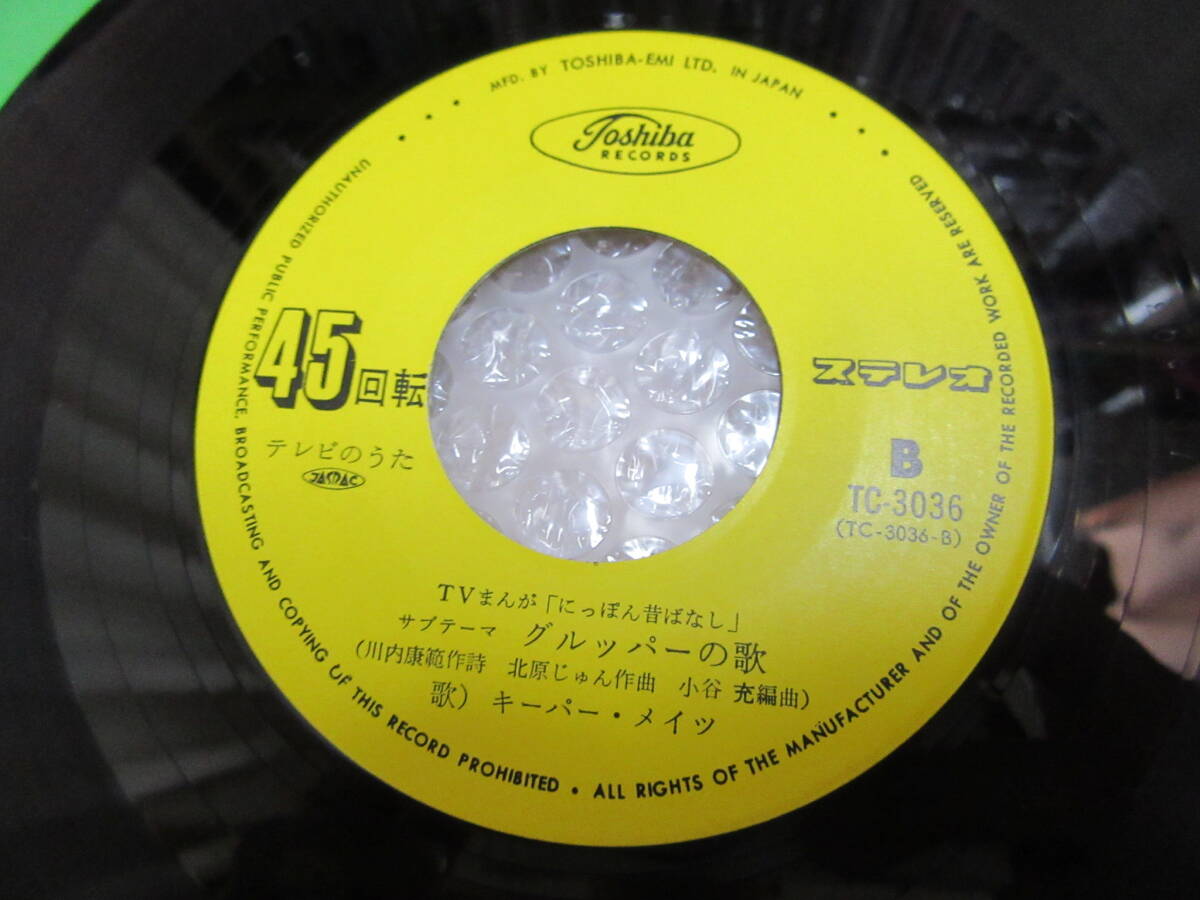 MFD. BY TOSHIBA-EMI LTD. IN JAPAN
Toshiba
RECORDS
45回転
ステレオ
テレビのうた
JASRAC
B
TC-3036
(TC-3036-B)
TVまんが「にっぽん昔ばなし」
サブテーマ グルッパーの歌
(川内康範作詩 北原じゅん作曲 小谷 充編曲)
歌) キーパー・メイツ
UNAUTHORIZED PUBLIC PERFORMANCE, BROADCASTING AND COPYING OF THIS RECORD PROHIBITED • ALL RIGHTS OF THE MANUFACTURER AND OF THE OWNER OF THE RECORDED WORK ARE RESERVED